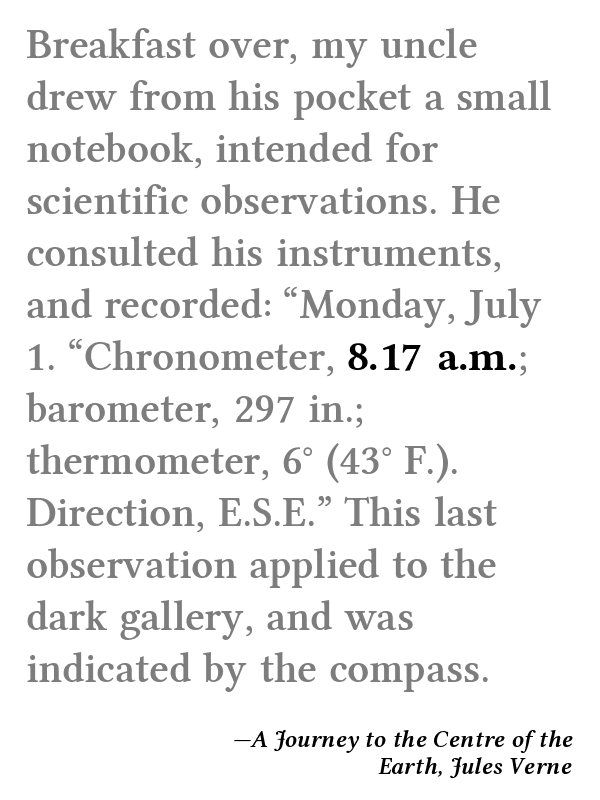 Breakfast over, my uncle
drew from his pocket a small
notebook, intended for
scientific observations. He
consulted his instruments,
and recorded: “Monday, July
1. “Chronometer, 8.17 a.m.;
barometer, 297 in.;
thermometer, 6° (43° F.).
Direction, E.S.E.” This last
observation applied to the
dark gallery, and was
indicated by the compass.
—A Journey to the Centre of the
Earth, Jules Verne